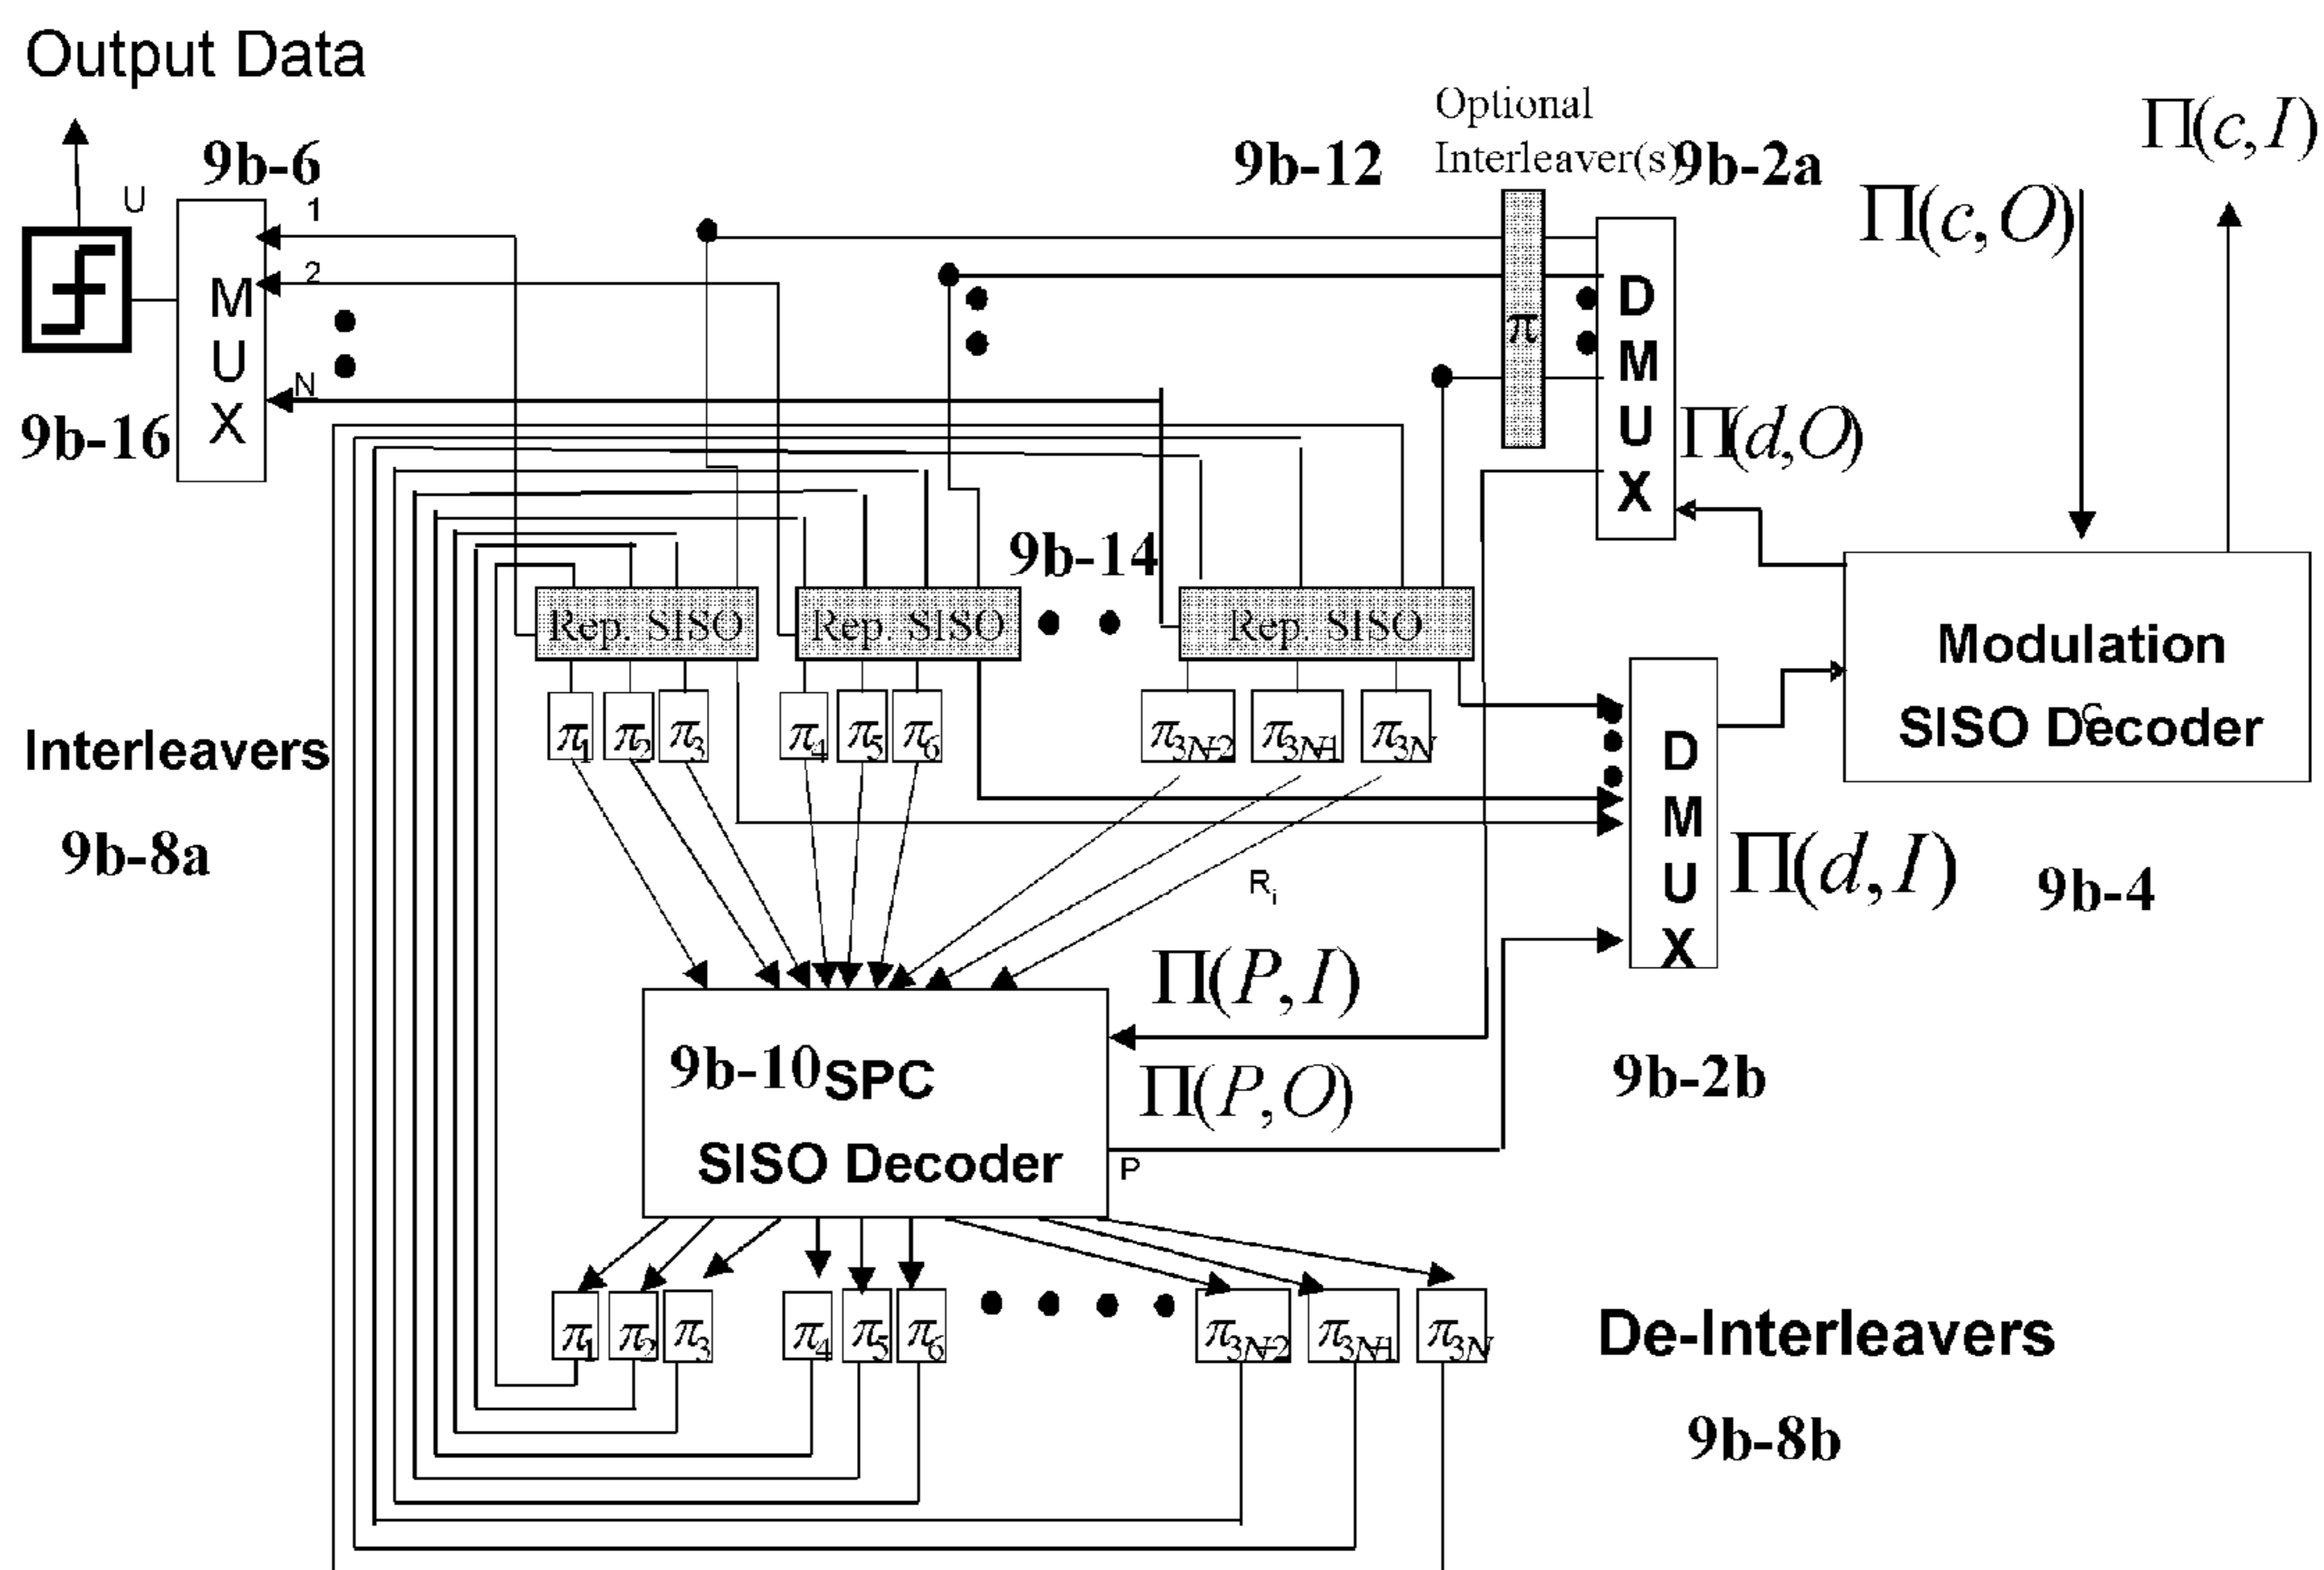 Output Data
Optional
Interleaver(s)
9b-12
9b-2a
Π(c,I)
9b-6
U
1
2
N
MUX
9b-16
π
DMUX
Π(c,O)
Π(d,O)
9b-14
Rep. SISO
Rep. SISO
Rep. SISO
Modulation
SISO Decoder
c
Interleavers
9b-8a
π1
π2
π3
π4
π5
π6
π3N-2
π3N-1
π3N
DMUX
Π(d,I)
9b-4
Ri
Π(P,I)
9b-10
SPC
SISO Decoder
Π(P,O)
P
9b-2b
π1
π2
π3
π4
π5
π6
π3N-2
π3N-1
π3N
De-Interleavers
9b-8b